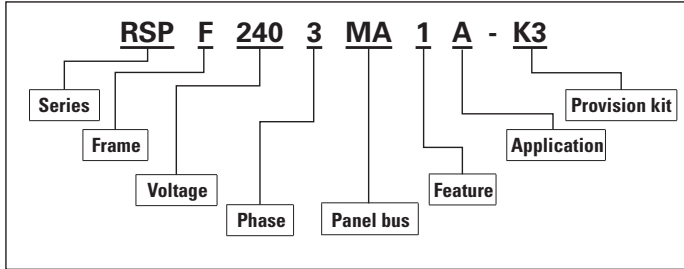 RSP F 240 3 MA 1 A - K3
Series
Provision kit
Frame
Application
Voltage
Feature
Phase
Panel bus